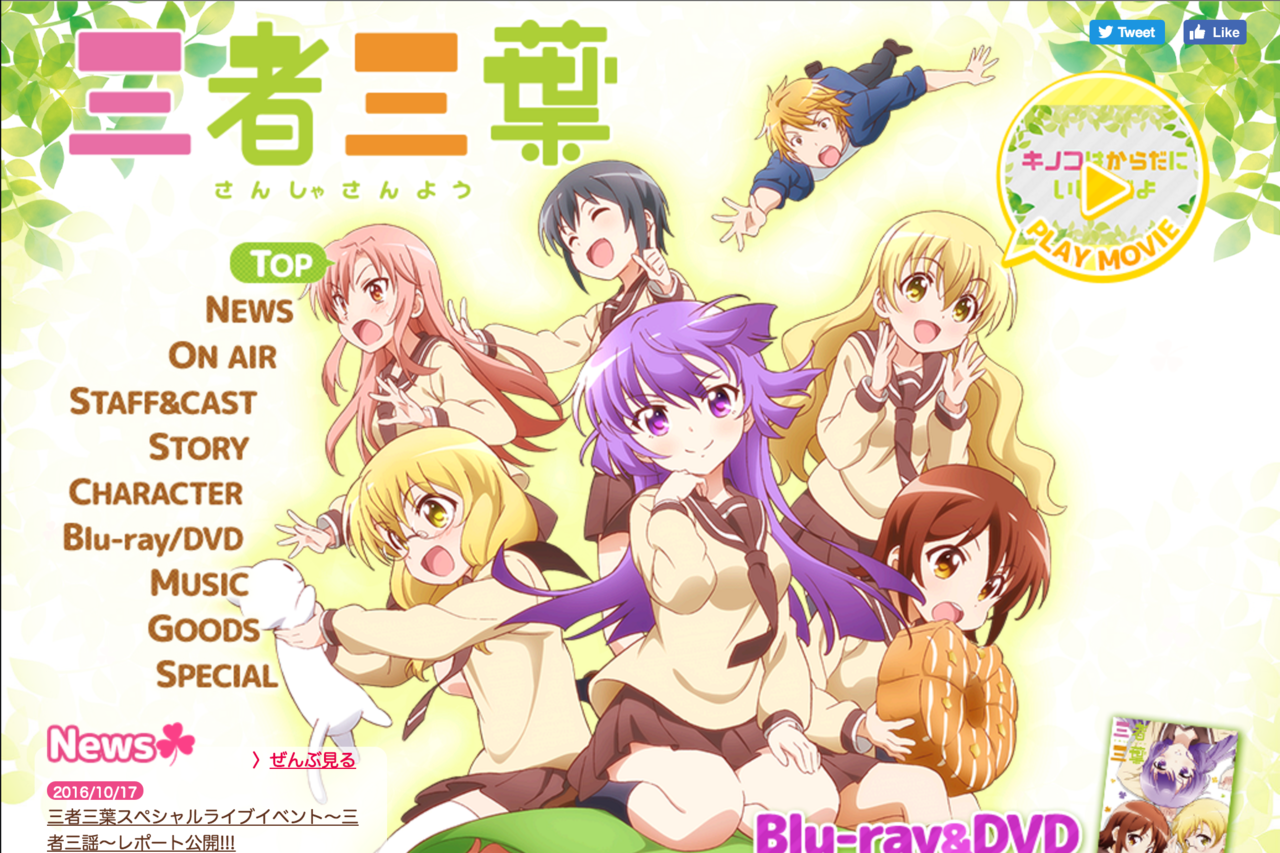 三者三葉
さんしゃさんよう
Tweet
Like
キノコはからだに
PLAY MOVIE
TOP
NEWS
ON AIR
STAFF&CAST
STORY
CHARACTER
Blu-ray/DVD
MUSIC
GOODS
SPECIAL
News
〉ぜんぶ見る
2016/10/17
三者三葉スペシャルライブイベント～三
者三謡～レポート公開!!!
Blu-ray&DVD
三者
三葉